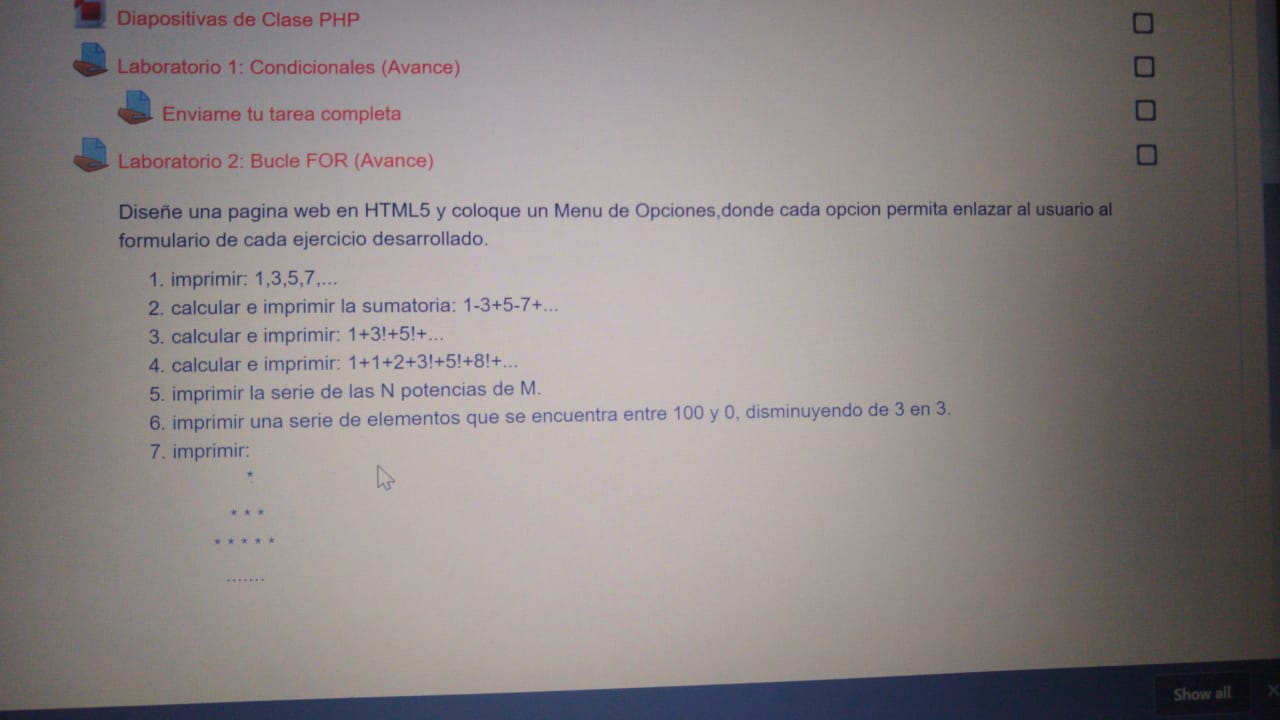 Diapositivas de Clase PHP
Laboratorio 1: Condicionales (Avance)
Enviame tu tarea completa
Laboratorio 2: Bucle FOR (Avance)
Diseñe una pagina web en HTML5 y coloque un Menu de Opciones,donde cada opcion permita enlazar al usuario al
formulario de cada ejercicio desarrollado.
1. imprimir: 1,3,5,7,...
2. calcular e imprimir la sumatoria: 1-3+5-7+...
3. calcular e imprimir: 1+3!+5!+...
4. calcular e imprimir: 1+1+2+3!+5!+8!+...
5. imprimir la serie de las N potencias de M.
6. imprimir una serie de elementos que se encuentra entre 100 y 0, disminuyendo de 3 en 3.
7. imprimir:
*
* * *
* * * * *
.......
Show all